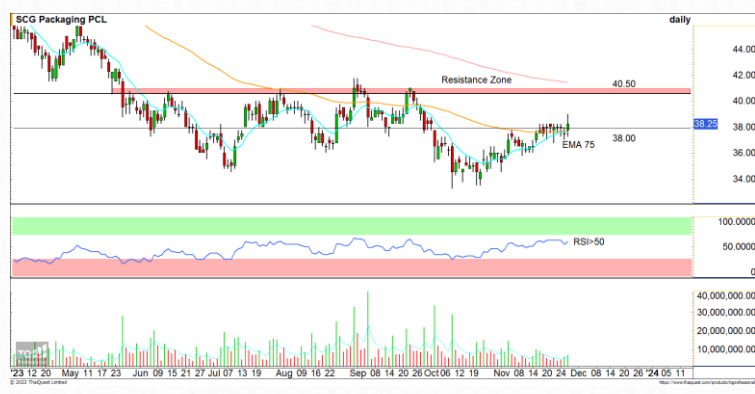 SCG Packaging PCL daily
44.00
Resistance Zone
42.00
40.50
40.00
38.25
38.00
38.00
EMA 75
36.00
34.00
100.0000
RSI>50
50.0000
0
40,000,000.00
30,000,000.00
20,000,000.00
10,000,000.00
'23 12 20 May 11 17 23 Jun 09 15 21 27 Jul 07 13 19 Aug 09 16 22 Sep 08 14 20 26 Oct 06 16 24 Nov 08 14 20 24 Dec 08 14 20 26 '24 05 11
© 2023 ThaiQuest Limited